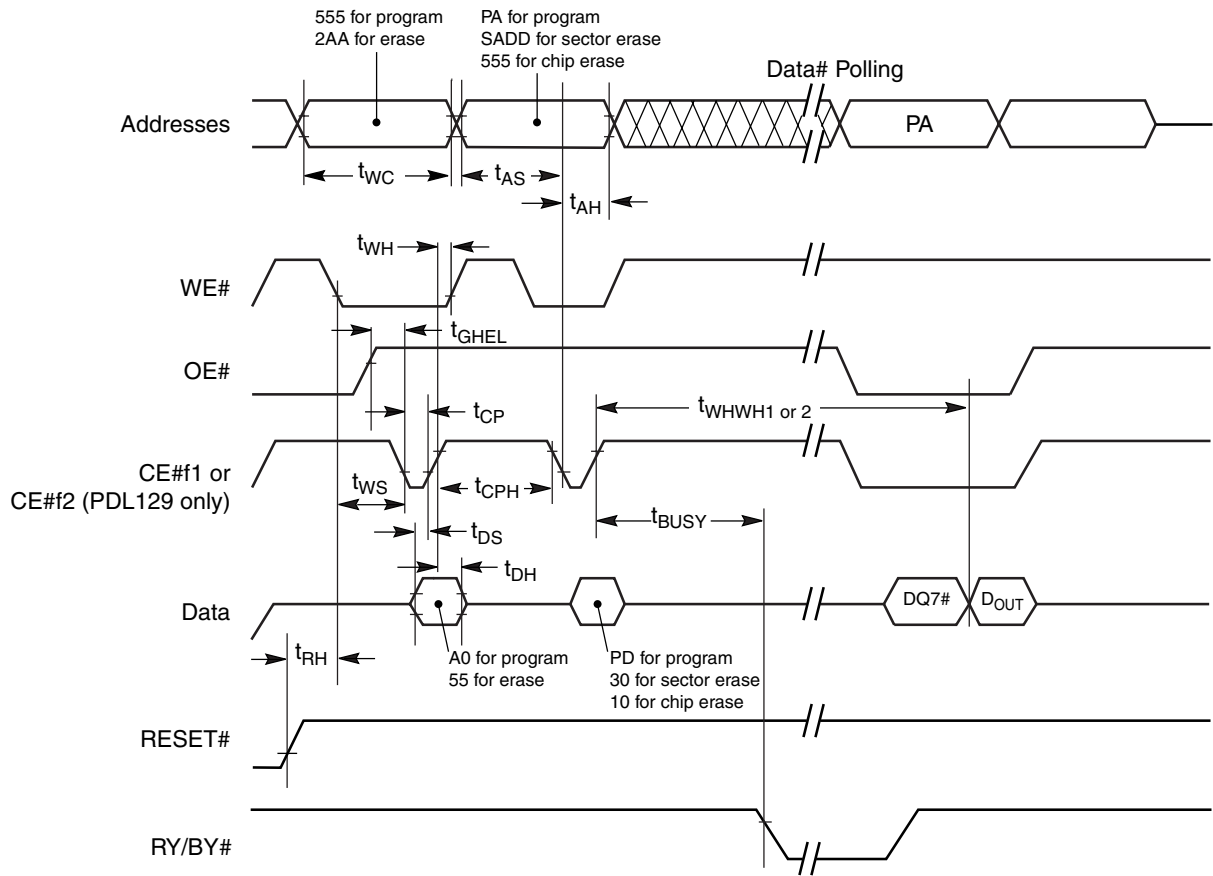 555 for program
2AA for erase
PA for program
SADD for sector erase
555 for chip erase
Data# Polling
Addresses
PA
tWC
tAS
tAH
tWH
WE#
tGHEL
OE#
tCP
tWHWH1 or 2
CE#f1 or
CE#f2 (PDL129 only)
tWS
tCPH
tBUSY
tDS
tDH
Data
DQ7#
DOUT
tRH
A0 for program
55 for erase
PD for program
30 for sector erase
10 for chip erase
RESET#
RY/BY#